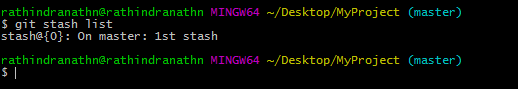 rathindranathn@rathindranathn MINGW64 ~/Desktop/MyProject (master)
$ git stash list
stash@{0}: On master: 1st stash
rathindranathn@rathindranathn MINGW64 ~/Desktop/MyProject (master)
$